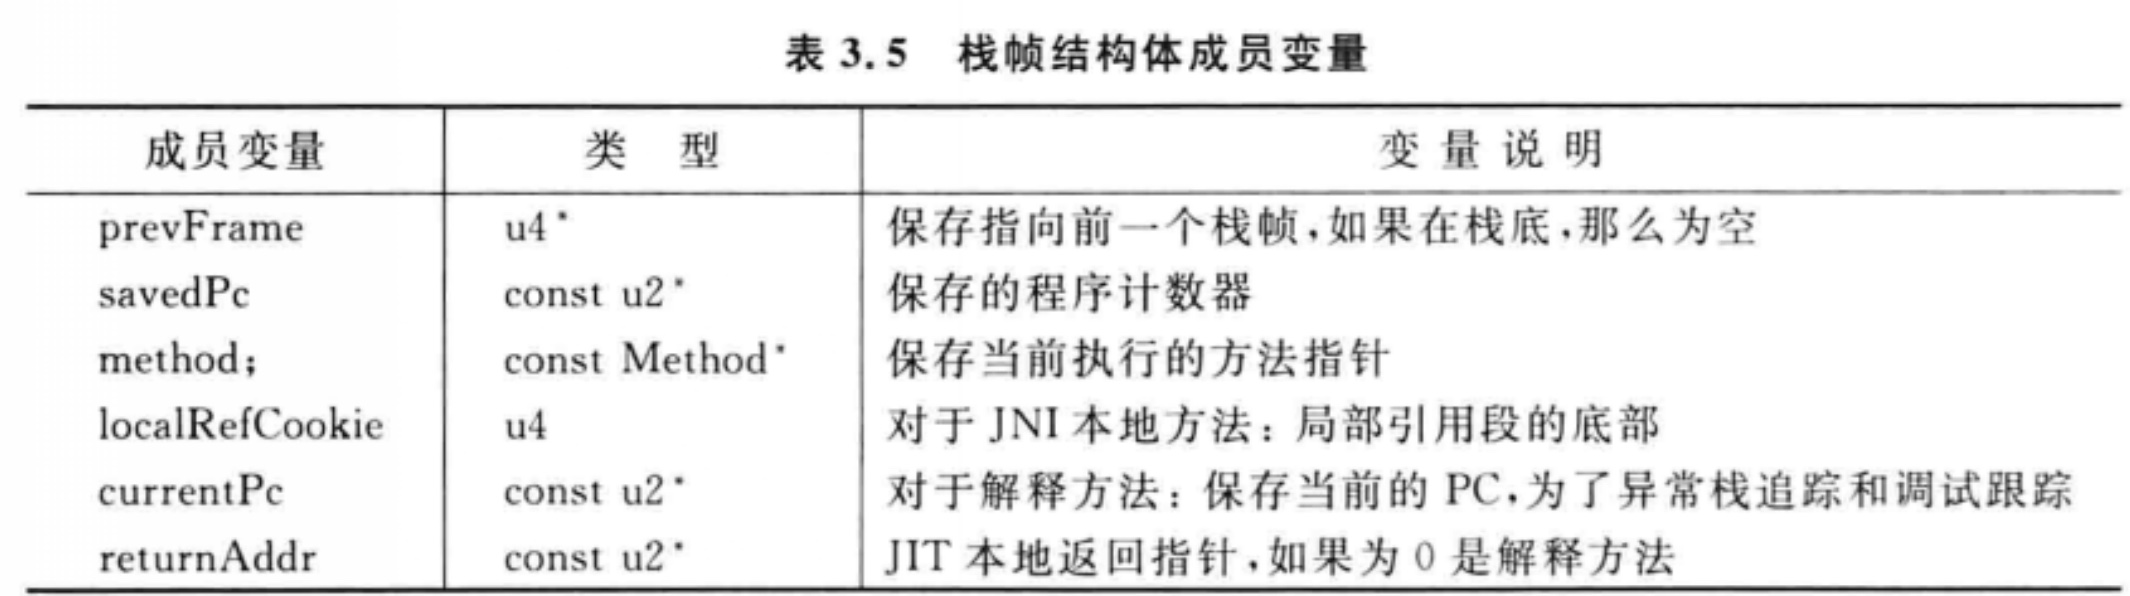 表 3.5 栈帧结构体成员变量
成员变量 类 型 变 量 说 明
prevFrame u4* 保存指向前一个栈帧,如果在栈底,那么为空
savedPc const u2* 保存的程序计数器
method; const Method* 保存当前执行的方法指针
localRefCookie u4 对于 JNI 本地方法: 局部引用段的底部
currentPc const u2* 对于解释方法: 保存当前的 PC,为了异常栈追踪和调试跟踪
returnAddr const u2* JIT 本地返回指针,如果为 0 是解释方法